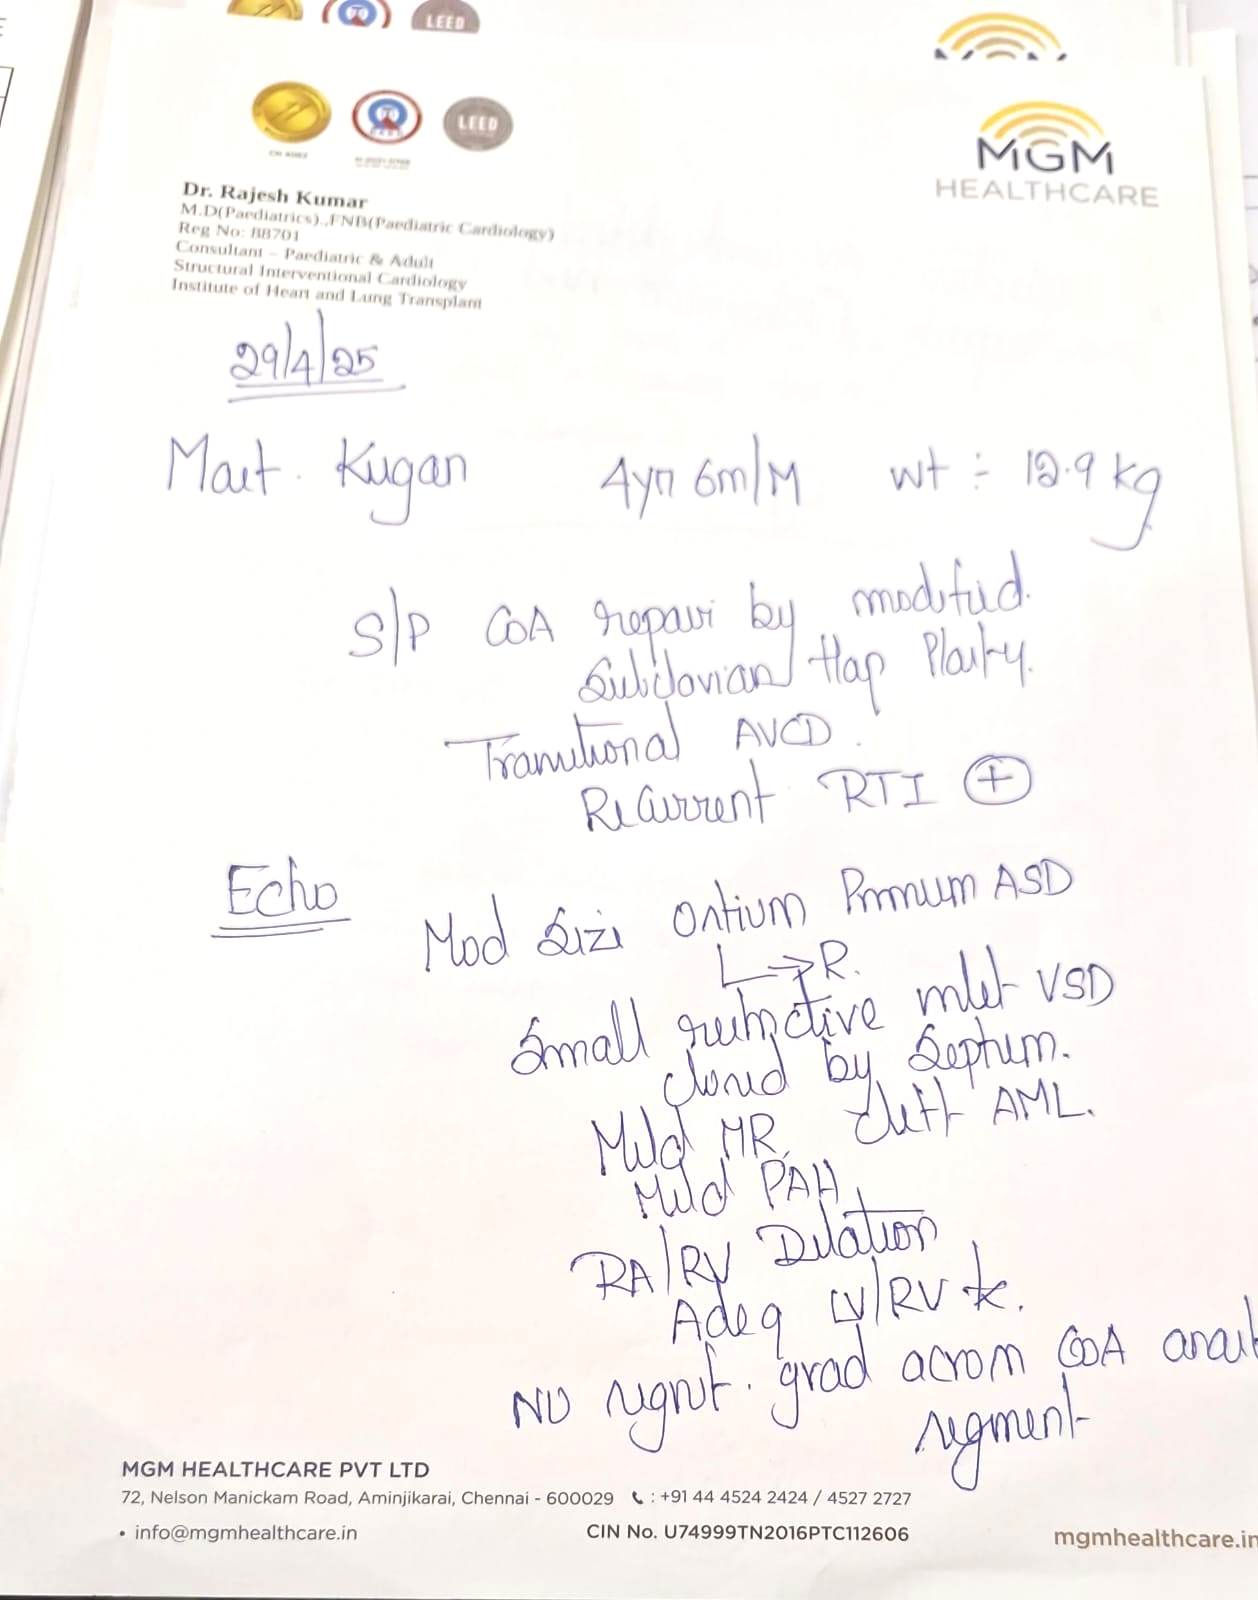 LEED
LEED
MGM
HEALTHCARE
Dr. Rajesh Kumar
M.D(Paediatrics).,FNB(Paediatric Cardiology)
Reg No: 88701
Consultant – Paediatric & Adult
Structural Interventional Cardiology
Institute of Heart and Lung Transplant
29/4/25
Mast. Kugan 4yrs 6m/M wt :- 12.9 kg
S/P COA repair by modified
Subclavian flap Plasty.
Transitional AVCD.
Recurrent RTI (+)
Echo
Mod size Ostium Primum ASD
L→R.
Small restrictive inlet VSD
closed by septum.
Mild MR, cleft AML.
Mild PAH
RA/RV Dilation
Adeq LV/RV fx.
No signif. grad across COA anast
segment
MGM HEALTHCARE PVT LTD
72, Nelson Manickam Road, Aminjikarai, Chennai - 600029 : +91 44 4524 2424 / 4527 2727
• info@mgmhealthcare.in CIN No. U74999TN2016PTC112606 mgmhealthcare.in